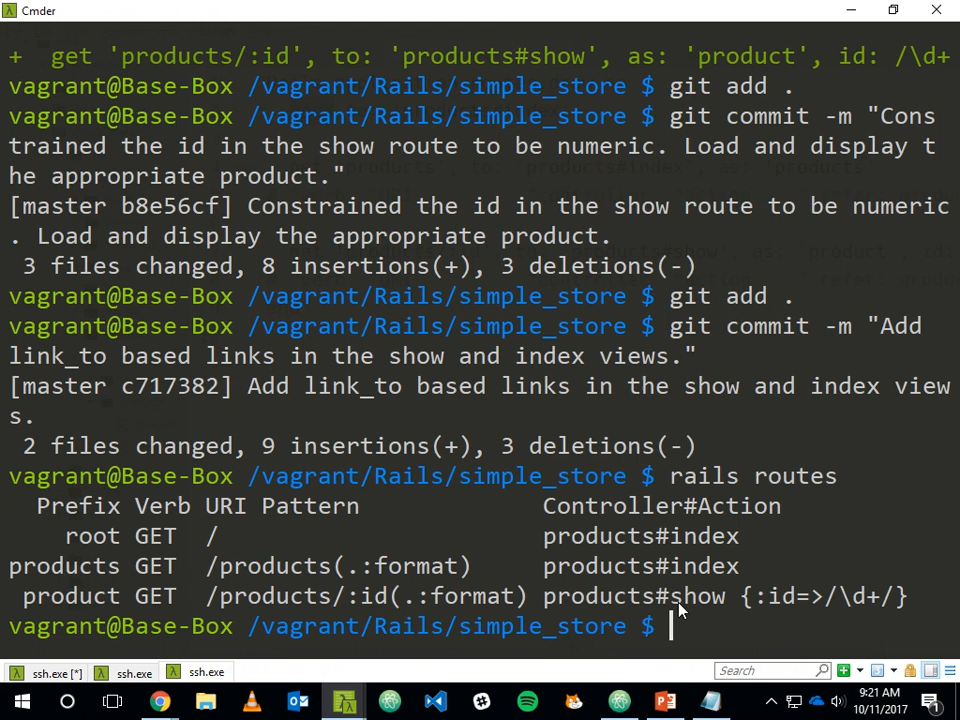 Cmder
+  get 'products/:id', to: 'products#show', as: 'product', id: /\d+
vagrant@Base-Box /vagrant/Rails/simple_store $ git add .
vagrant@Base-Box /vagrant/Rails/simple_store $ git commit -m "Cons
trained the id in the show route to be numeric. Load and display t
he appropriate product."
[master b8e56cf] Constrained the id in the show route to be numeric
. Load and display the appropriate product.
 3 files changed, 8 insertions(+), 3 deletions(-)
vagrant@Base-Box /vagrant/Rails/simple_store $ git add .
vagrant@Base-Box /vagrant/Rails/simple_store $ git commit -m "Add
link_to based links in the show and index views."
[master c717382] Add link_to based links in the show and index view
s.
 2 files changed, 9 insertions(+), 3 deletions(-)
vagrant@Base-Box /vagrant/Rails/simple_store $ rails routes
  Prefix Verb URI Pattern             Controller#Action
    root GET  /                       products#index
products GET  /products(.:format)     products#index
 product GET  /products/:id(.:format) products#show {:id=>/\d+/}
vagrant@Base-Box /vagrant/Rails/simple_store $
ssh.exe [*] ssh.exe ssh.exe Search
9:21 AM
10/11/2017